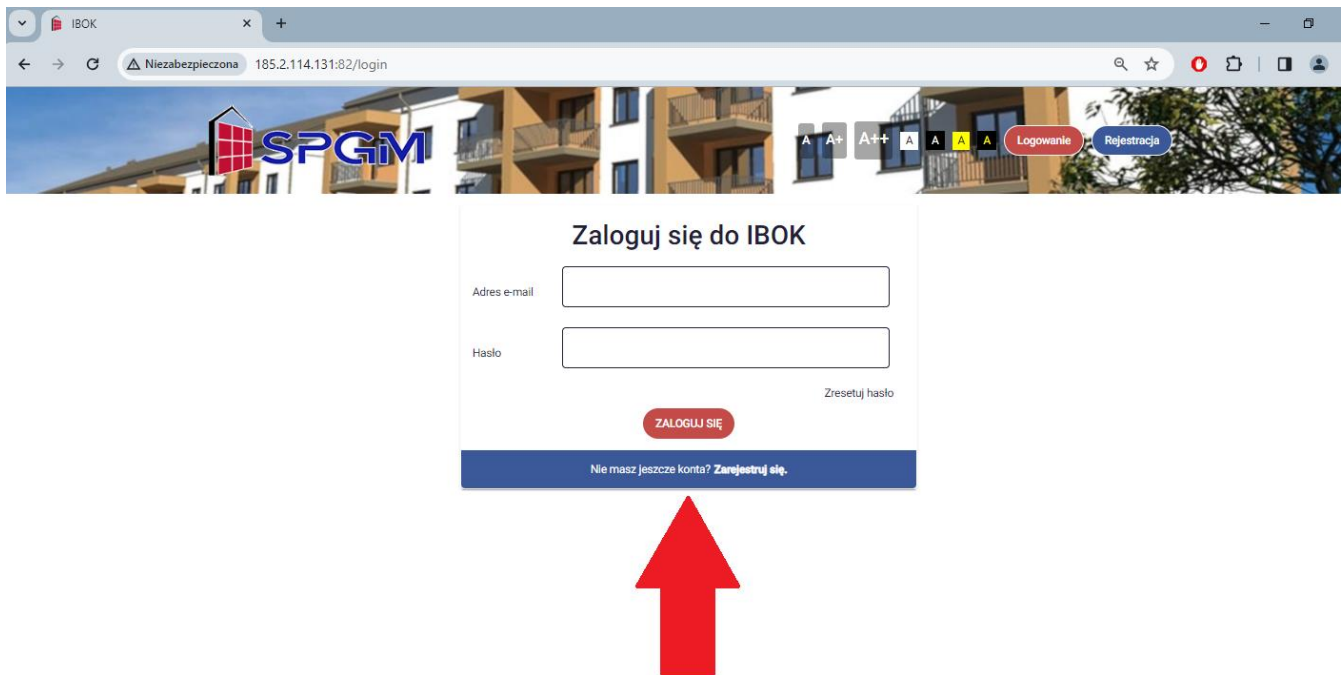 IBOK
Niezabezpieczona 185.2.114.131:82/login
SPGM
A A+ A++ A A A A Logowanie Rejestracja
Zaloguj się do IBOK
Adres e-mail
Hasło
Zresetuj hasło
ZALOGUJ SIĘ
Nie masz jeszcze konta? Zarejestruj się.